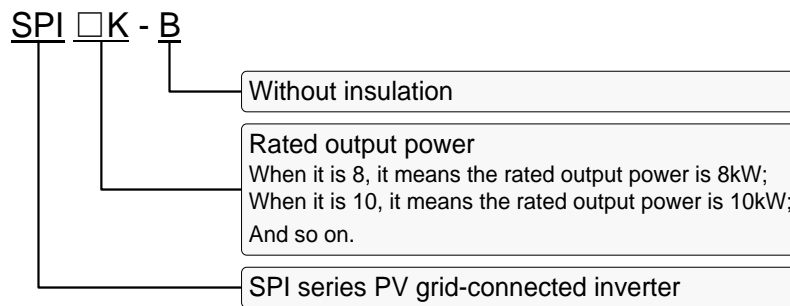 SPI □K - B
Without insulation
Rated output power
When it is 8, it means the rated output power is 8kW;
When it is 10, it means the rated output power is 10kW;
And so on.
SPI series PV grid-connected inverter